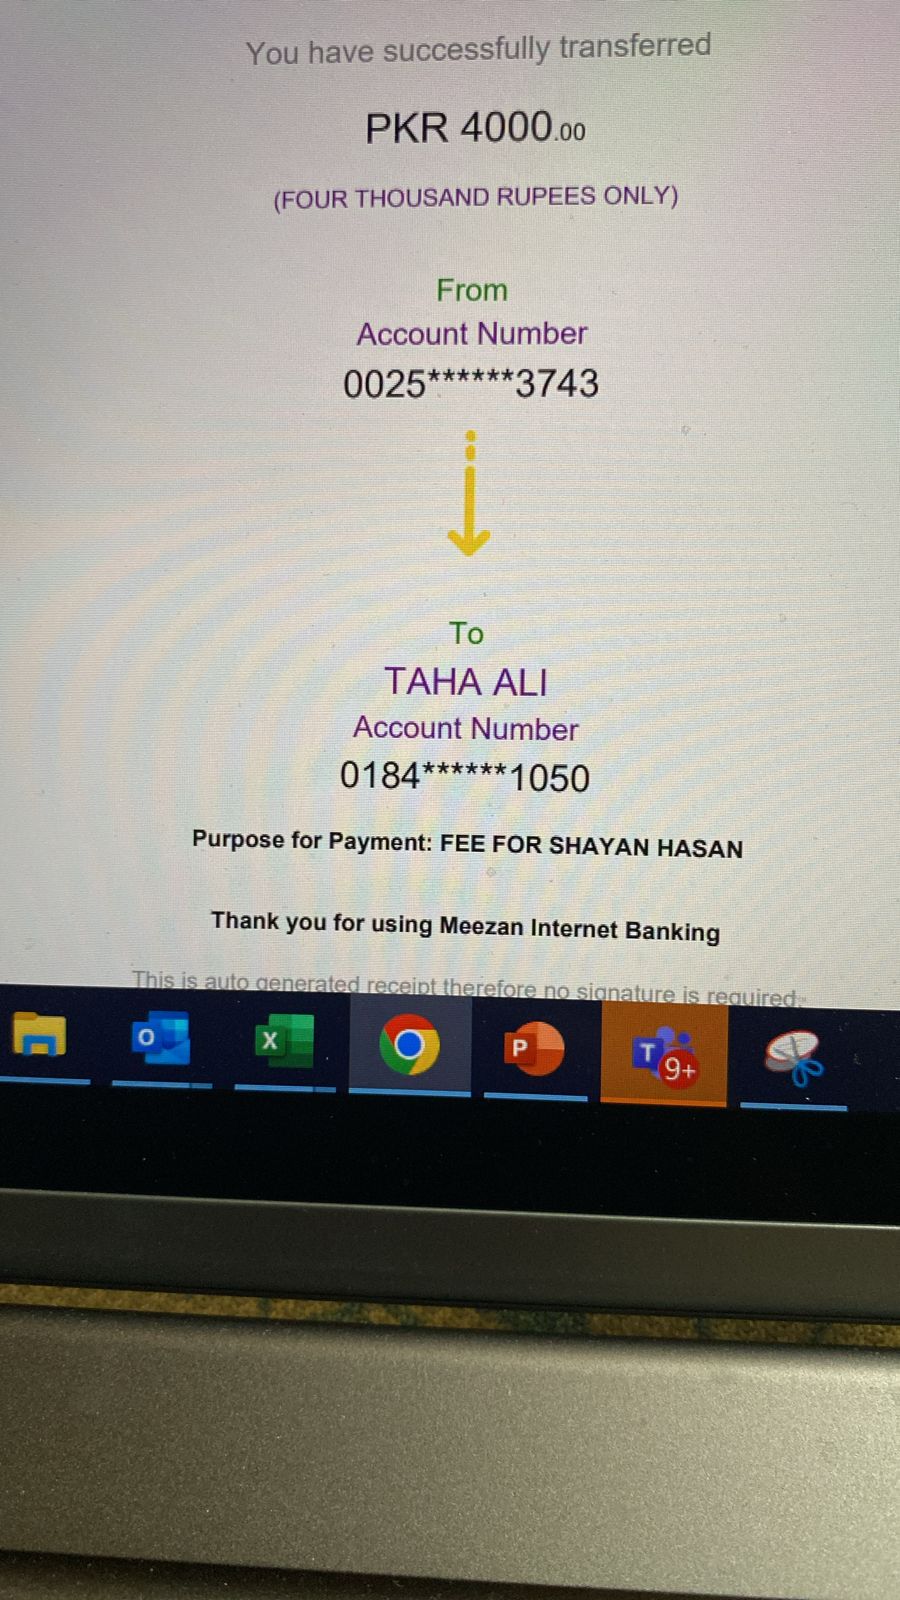 You have successfully transferred
PKR 4000.00
(FOUR THOUSAND RUPEES ONLY)
From
Account Number
0025******3743
To
TAHA ALI
Account Number
0184******1050
Purpose for Payment: FEE FOR SHAYAN HASAN
Thank you for using Meezan Internet Banking
This is auto generated receipt therefore no signature is required.
O
X
P
T
9+